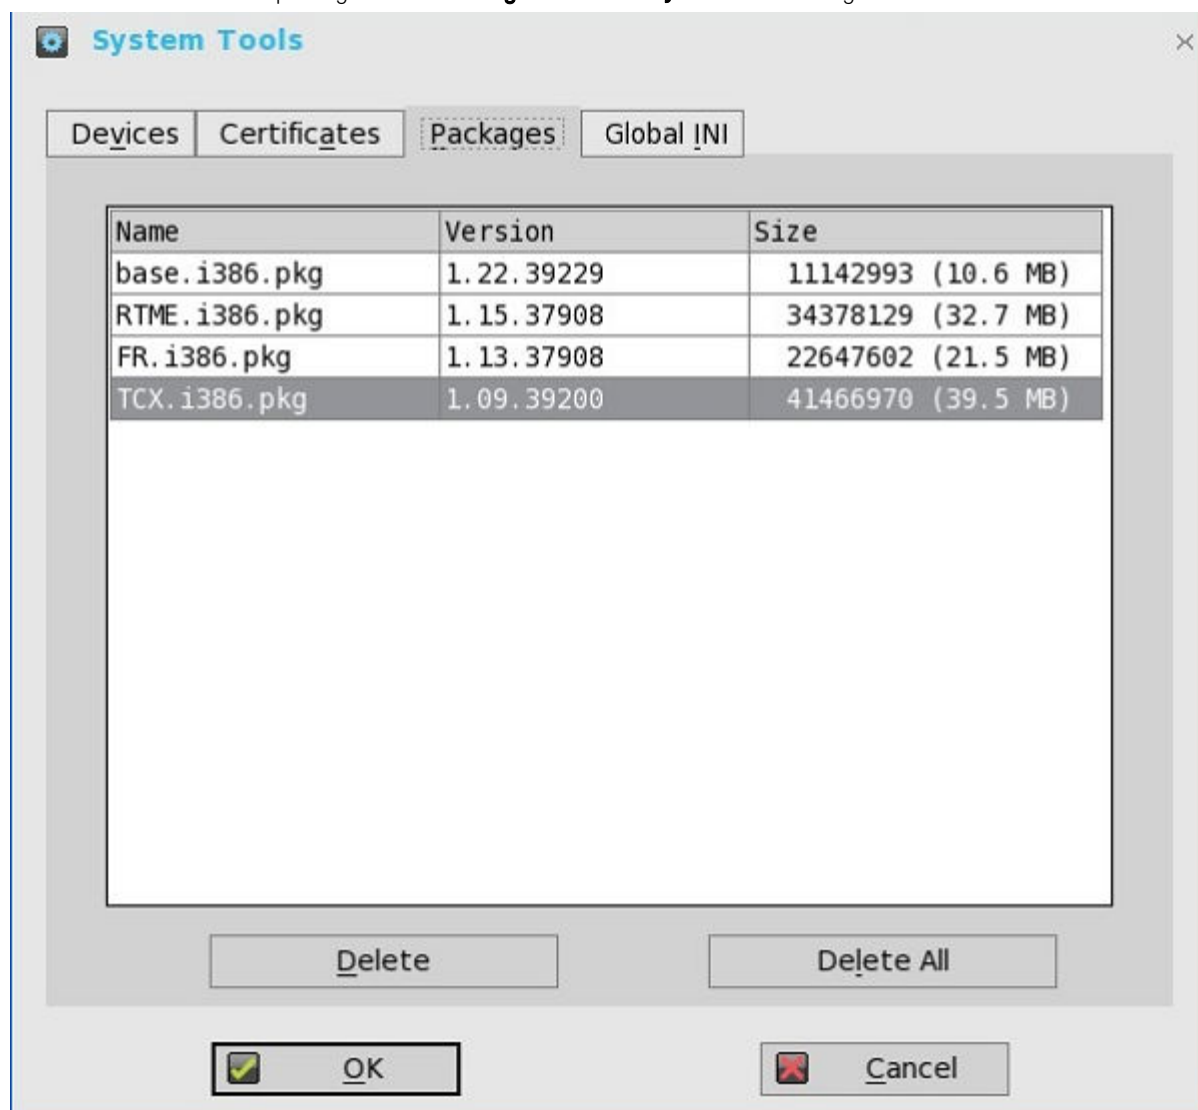 System Tools
Devices Certificates Packages Global INI
Name Version Size
base.i386.pkg 1.22.39229 11142993 (10.6 MB)
RTME.i386.pkg 1.15.37908 34378129 (32.7 MB)
FR.i386.pkg 1.13.37908 22647602 (21.5 MB)
TCX.i386.pkg 1.09.39200 41466970 (39.5 MB)
Delete Delete All
OK Cancel